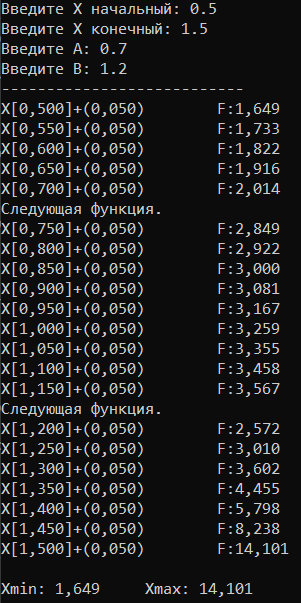 Введите X начальный: 0.5
Введите X конечный: 1.5
Введите A: 0.7
Введите B: 1.2
---------------------------
X[0,500]+(0,050) F:1,649
X[0,550]+(0,050) F:1,733
X[0,600]+(0,050) F:1,822
X[0,650]+(0,050) F:1,916
X[0,700]+(0,050) F:2,014
Следующая функция.
X[0,750]+(0,050) F:2,849
X[0,800]+(0,050) F:2,922
X[0,850]+(0,050) F:3,000
X[0,900]+(0,050) F:3,081
X[0,950]+(0,050) F:3,167
X[1,000]+(0,050) F:3,259
X[1,050]+(0,050) F:3,355
X[1,100]+(0,050) F:3,458
X[1,150]+(0,050) F:3,567
Следующая функция.
X[1,200]+(0,050) F:2,572
X[1,250]+(0,050) F:3,010
X[1,300]+(0,050) F:3,602
X[1,350]+(0,050) F:4,455
X[1,400]+(0,050) F:5,798
X[1,450]+(0,050) F:8,238
X[1,500]+(0,050) F:14,101
Xmin: 1,649 Xmax: 14,101